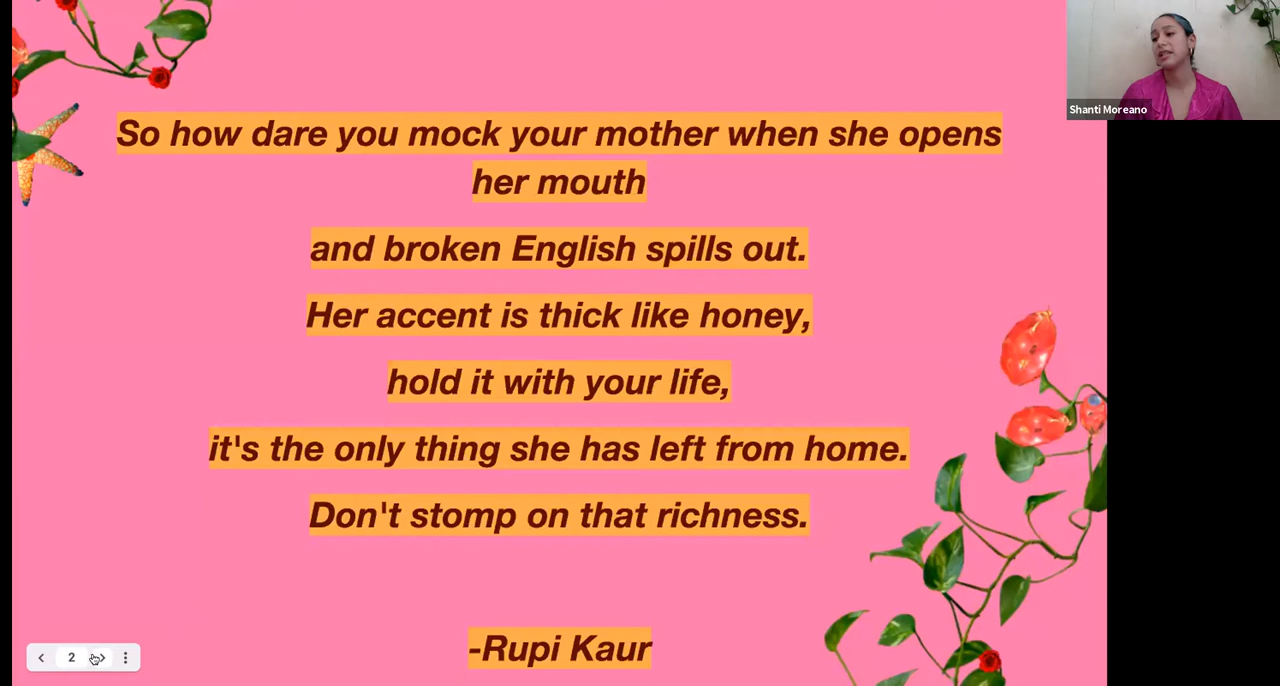 Shanti Moreano
So how dare you mock your mother when she opens
her mouth
and broken English spills out.
Her accent is thick like honey,
hold it with your life,
it's the only thing she has left from home.
Don't stomp on that richness.
-Rupi Kaur
2